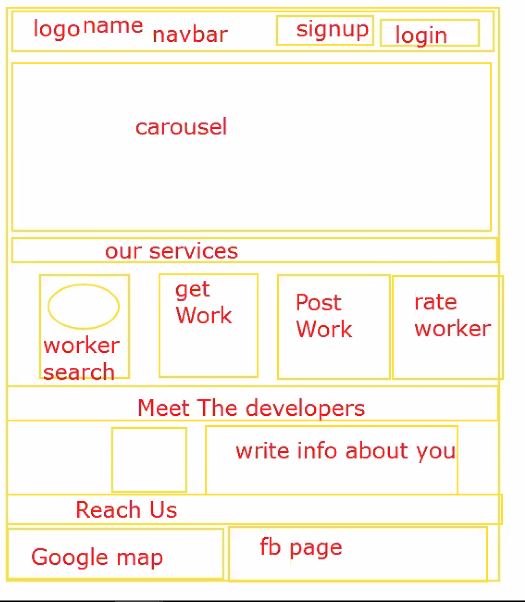 logo name navbar signup login
carousel
our services
worker
search
get
Work
Post
Work
rate
worker
Meet The developers
write info about you
Reach Us
Google map
fb page